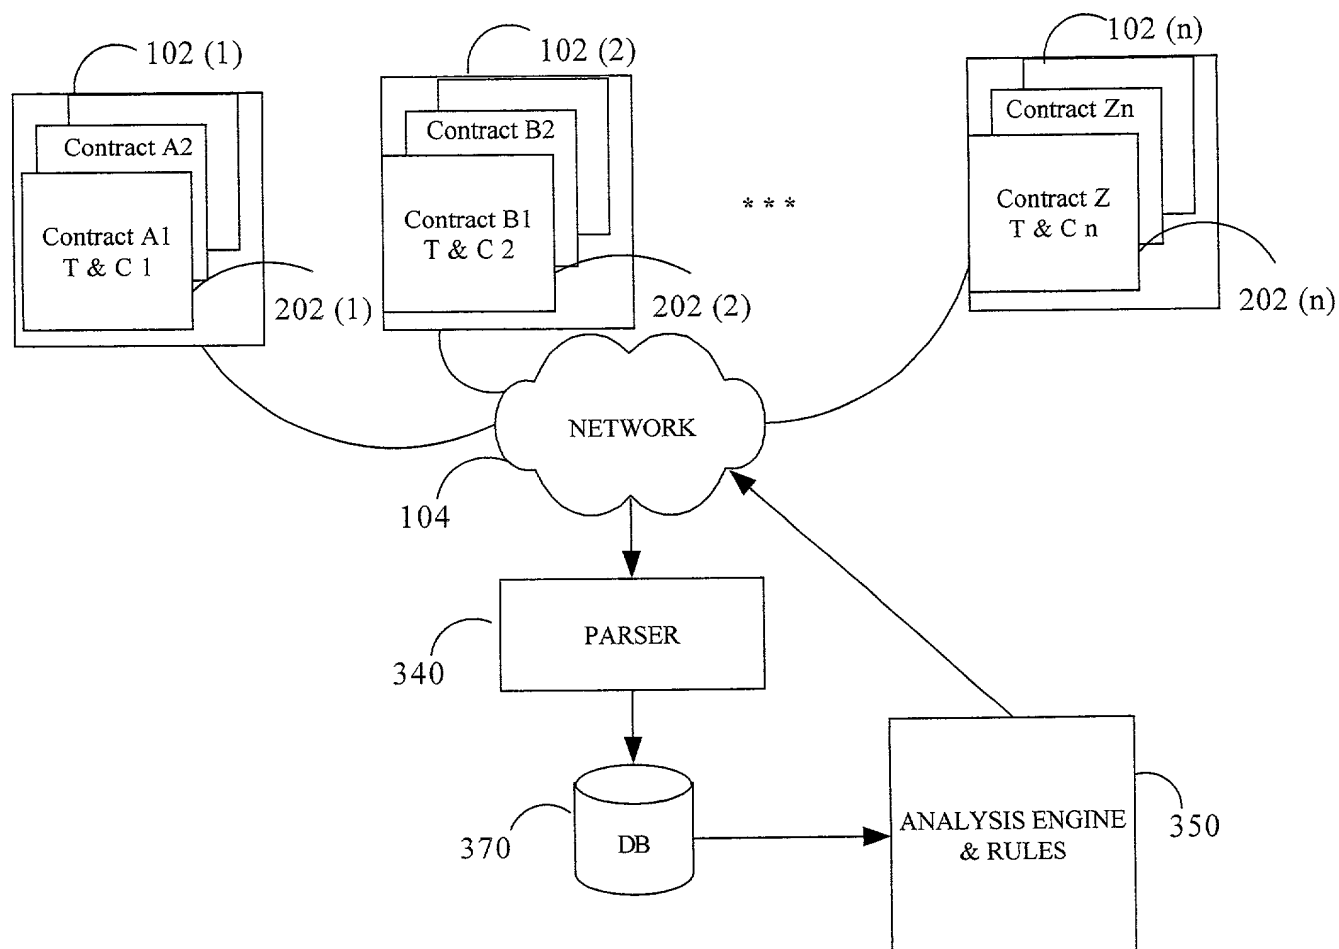 102 (1)
102 (2)
102 (n)
Contract A2
Contract A1
T & C 1
202 (1)
Contract B2
Contract B1
T & C 2
202 (2)
* * *
Contract Zn
Contract Z
T & C n
202 (n)
NETWORK
104
PARSER
340
DB
370
ANALYSIS ENGINE
& RULES
350